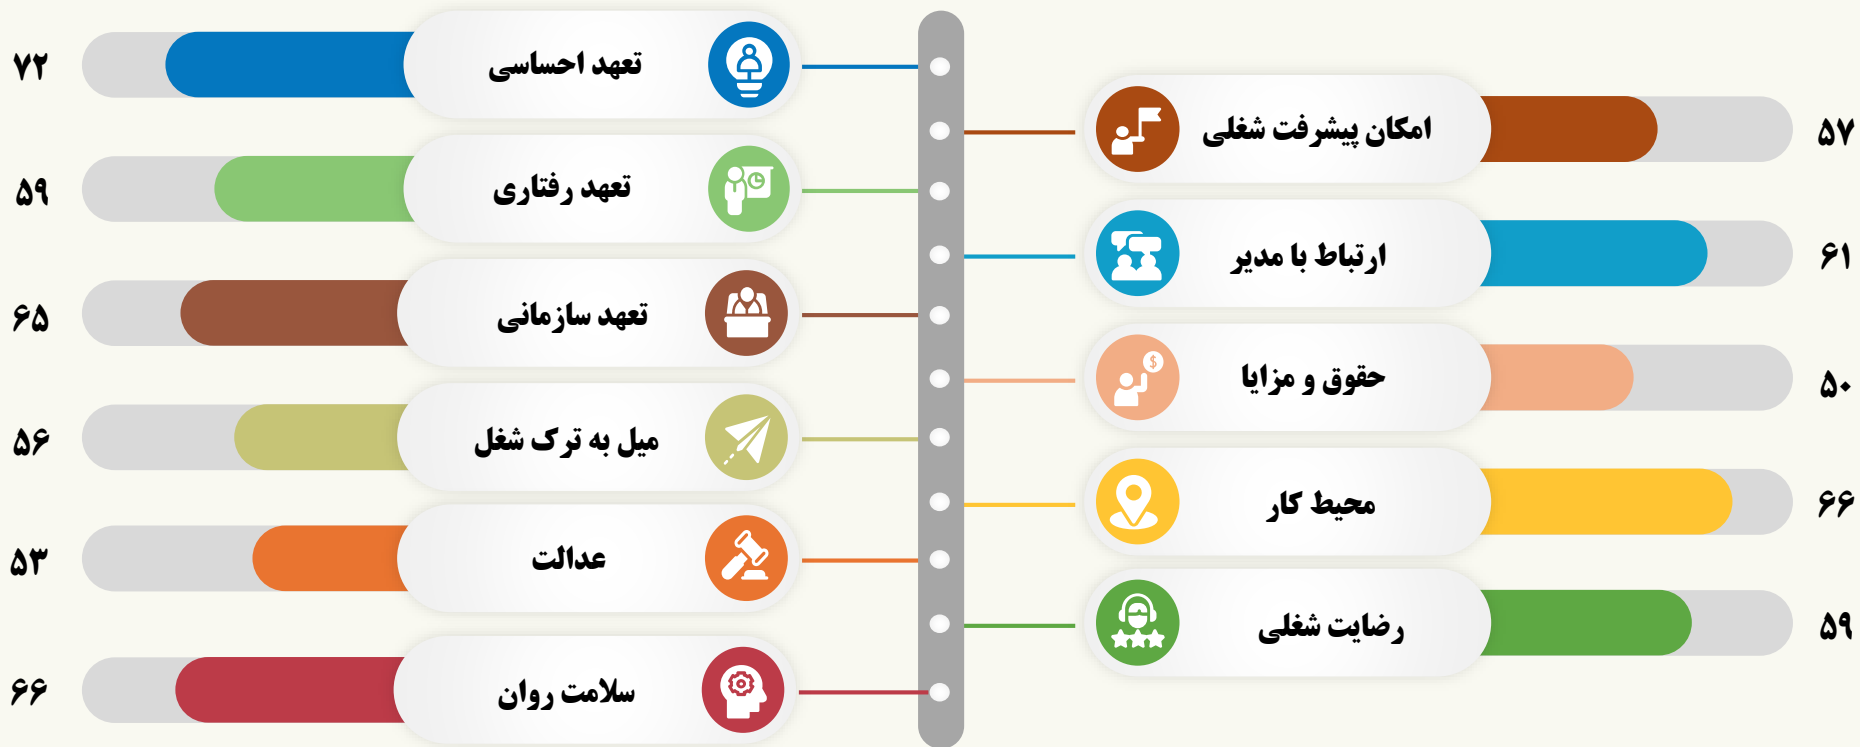 امکان پیشرفت شغلی
۵۷
ارتباط با مدیر
۶۱
حقوق و مزایا
۵۰
محیط کار
۶۶
رضایت شغلی
۵۹
تعهد احساسی
۷۲
تعهد رفتاری
۵۹
تعهد سازمانی
۶۵
میل به ترک شغل
۵۶
عدالت
۵۳
سلامت روان
۶۶
$